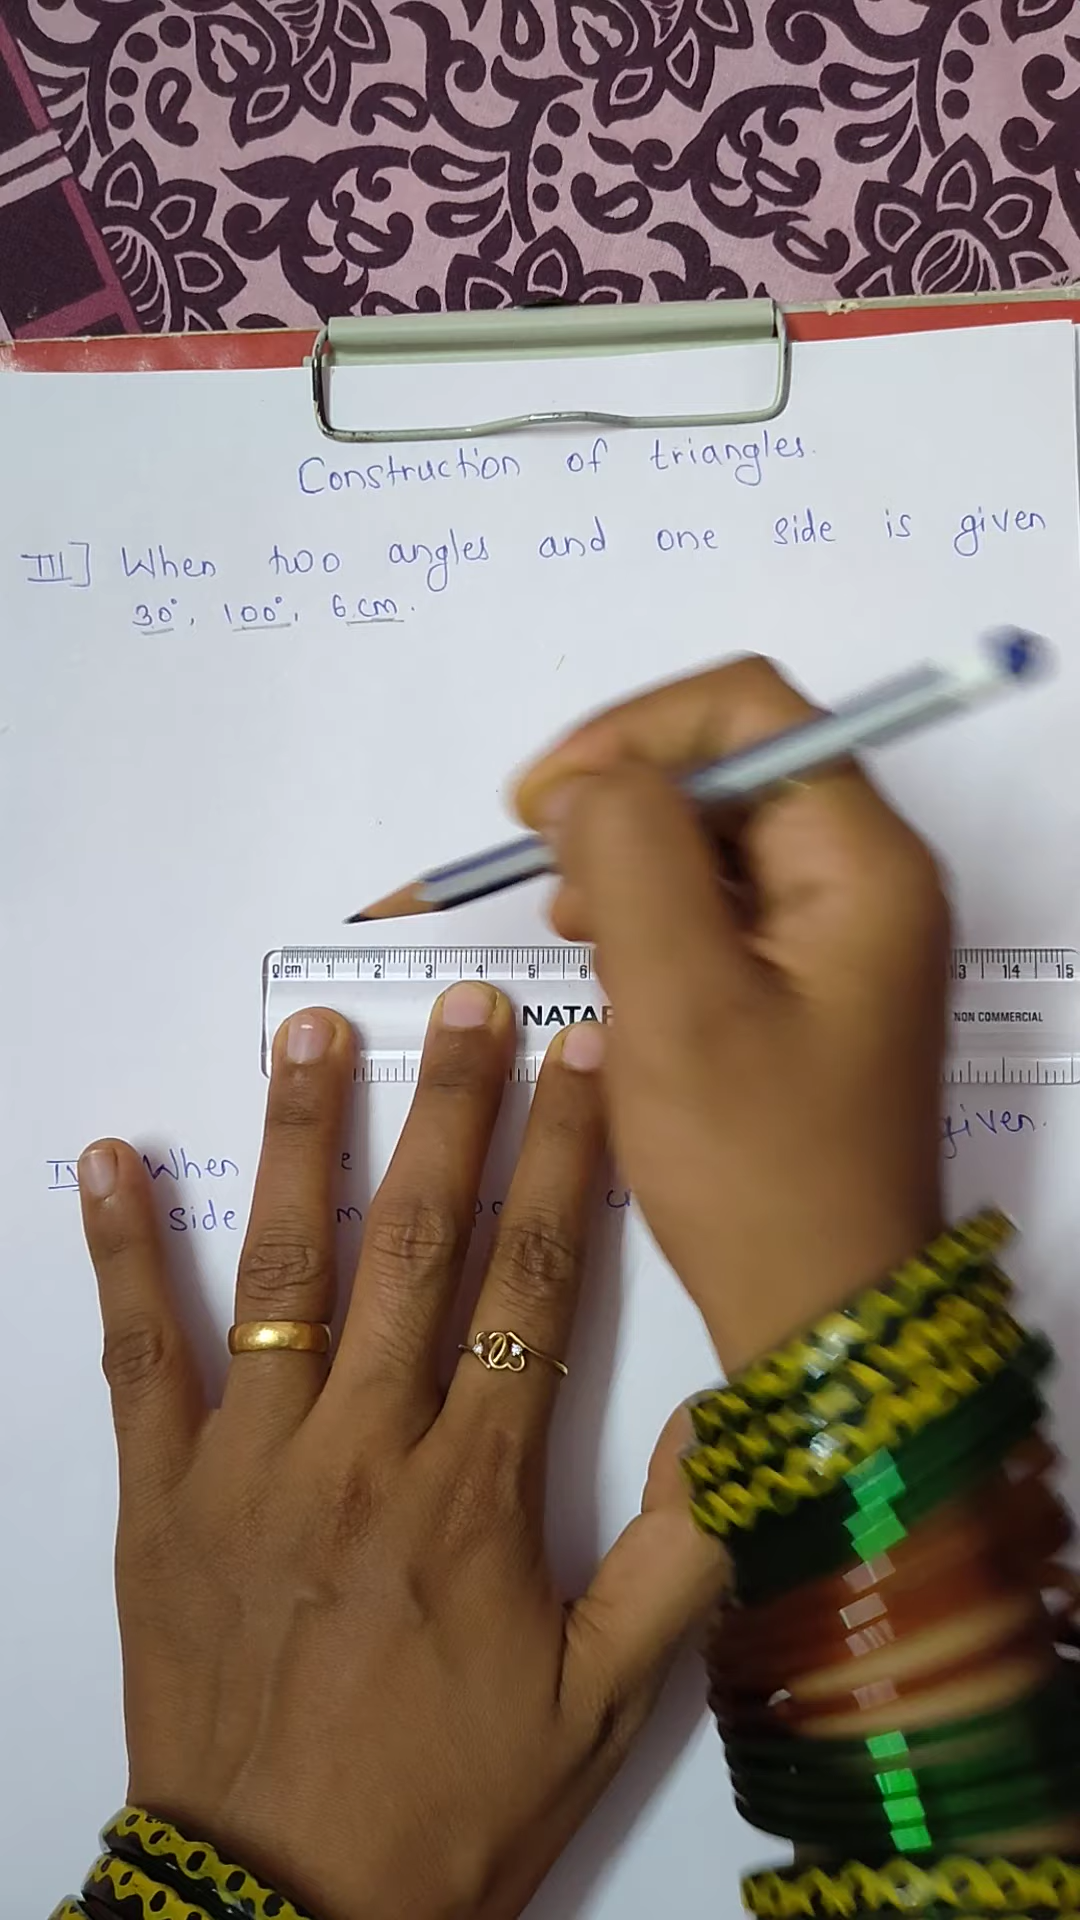 Construction of triangles.
III] When two angles and one side is given
30°, 100°, 6 cm.
0 cm 1 2 3 4 5 6 13 14 15
NATAR
NON COMMERCIAL
given.
IV When
side